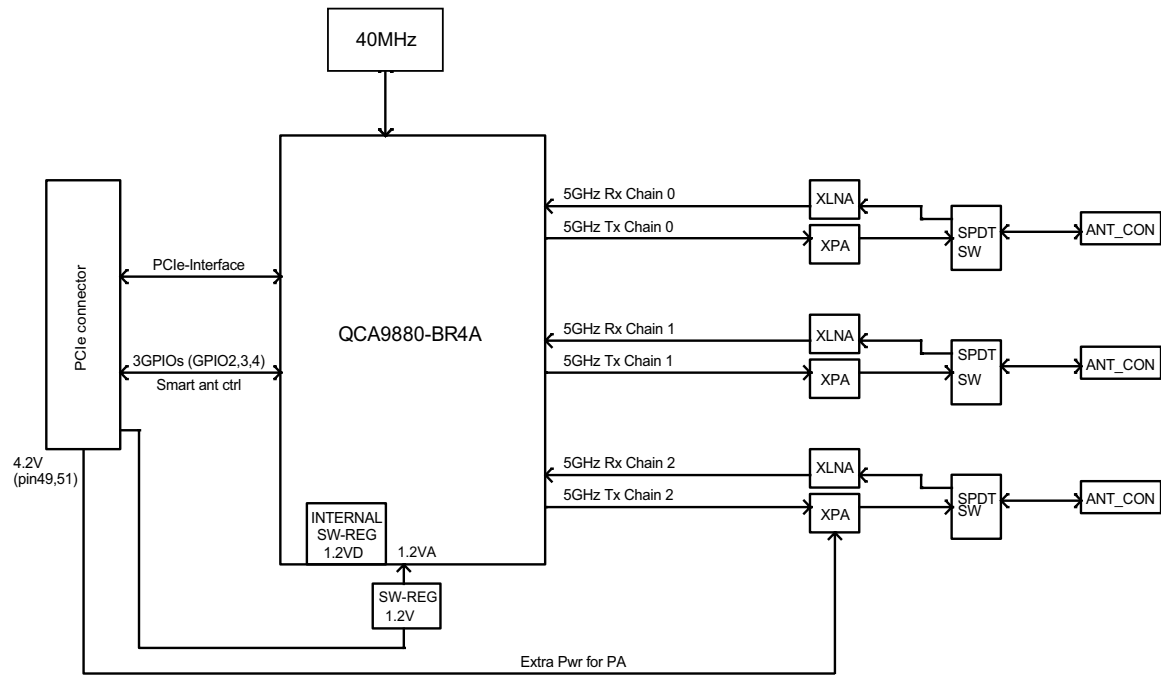 40MHz
PCIe connector
PCIe-Interface
3GPIOs (GPIO2,3,4)
Smart ant ctrl
4.2V
(pin49,51)
QCA9880-BR4A
INTERNAL
SW-REG
1.2VD
1.2VA
SW-REG
1.2V
5GHz Rx Chain 0
5GHz Tx Chain 0
XLNA
XPA
SPDT
SW
ANT_CON
5GHz Rx Chain 1
5GHz Tx Chain 1
XLNA
XPA
SPDT
SW
ANT_CON
5GHz Rx Chain 2
5GHz Tx Chain 2
XLNA
XPA
SPDT
SW
ANT_CON
Extra Pwr for PA